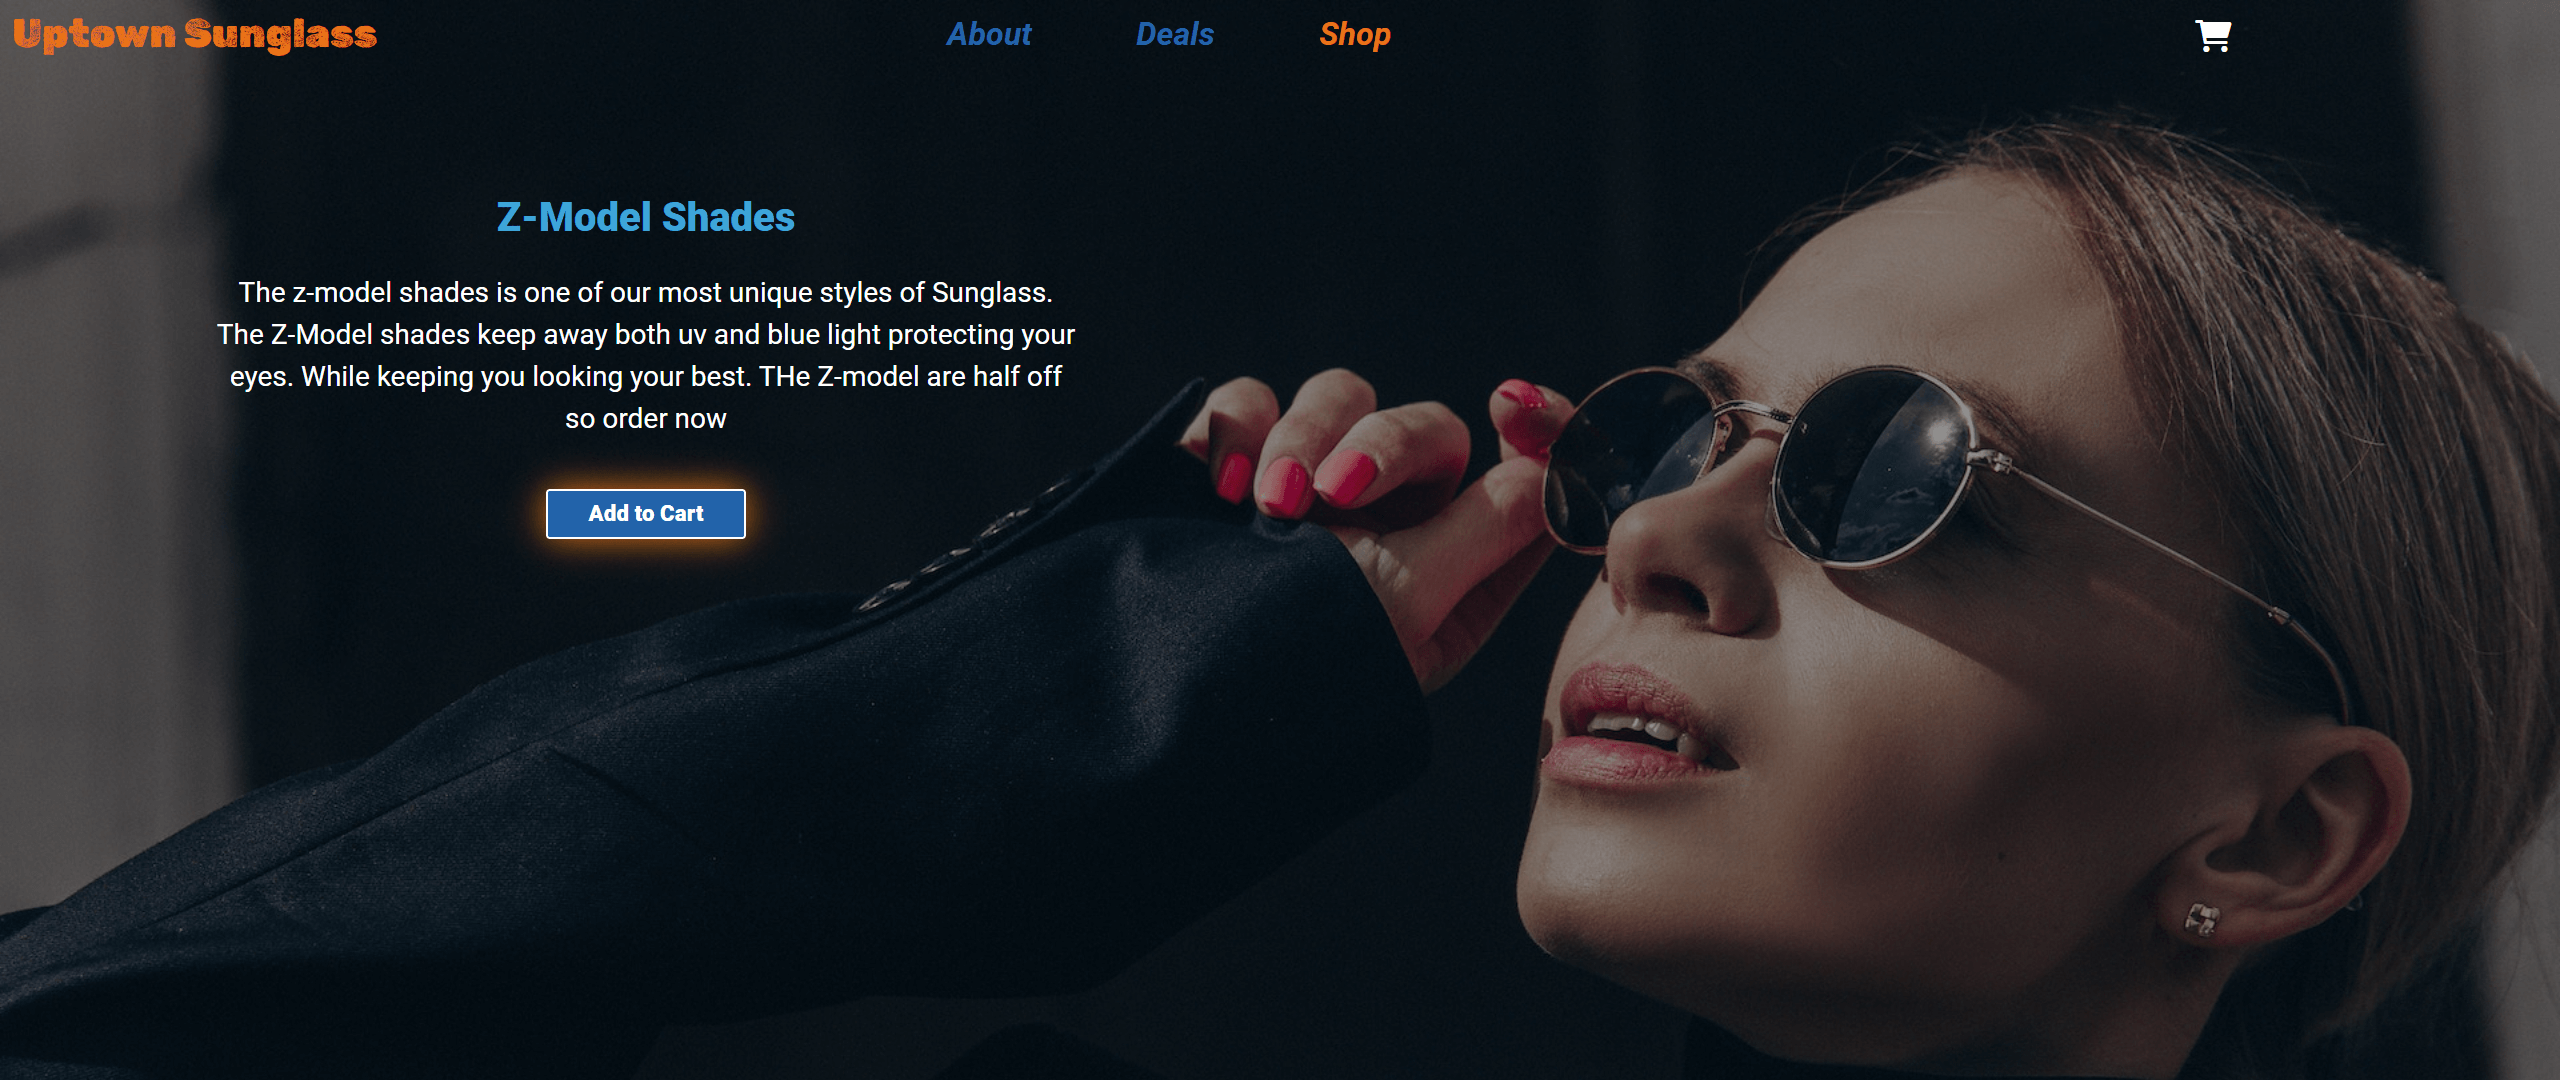 Uptown Sunglass
About Deals Shop
Z-Model Shades
The z-model shades is one of our most unique styles of Sunglass.
The Z-Model shades keep away both uv and blue light protecting your
eyes. While keeping you looking your best. THe Z-model are half off
so order now
Add to Cart